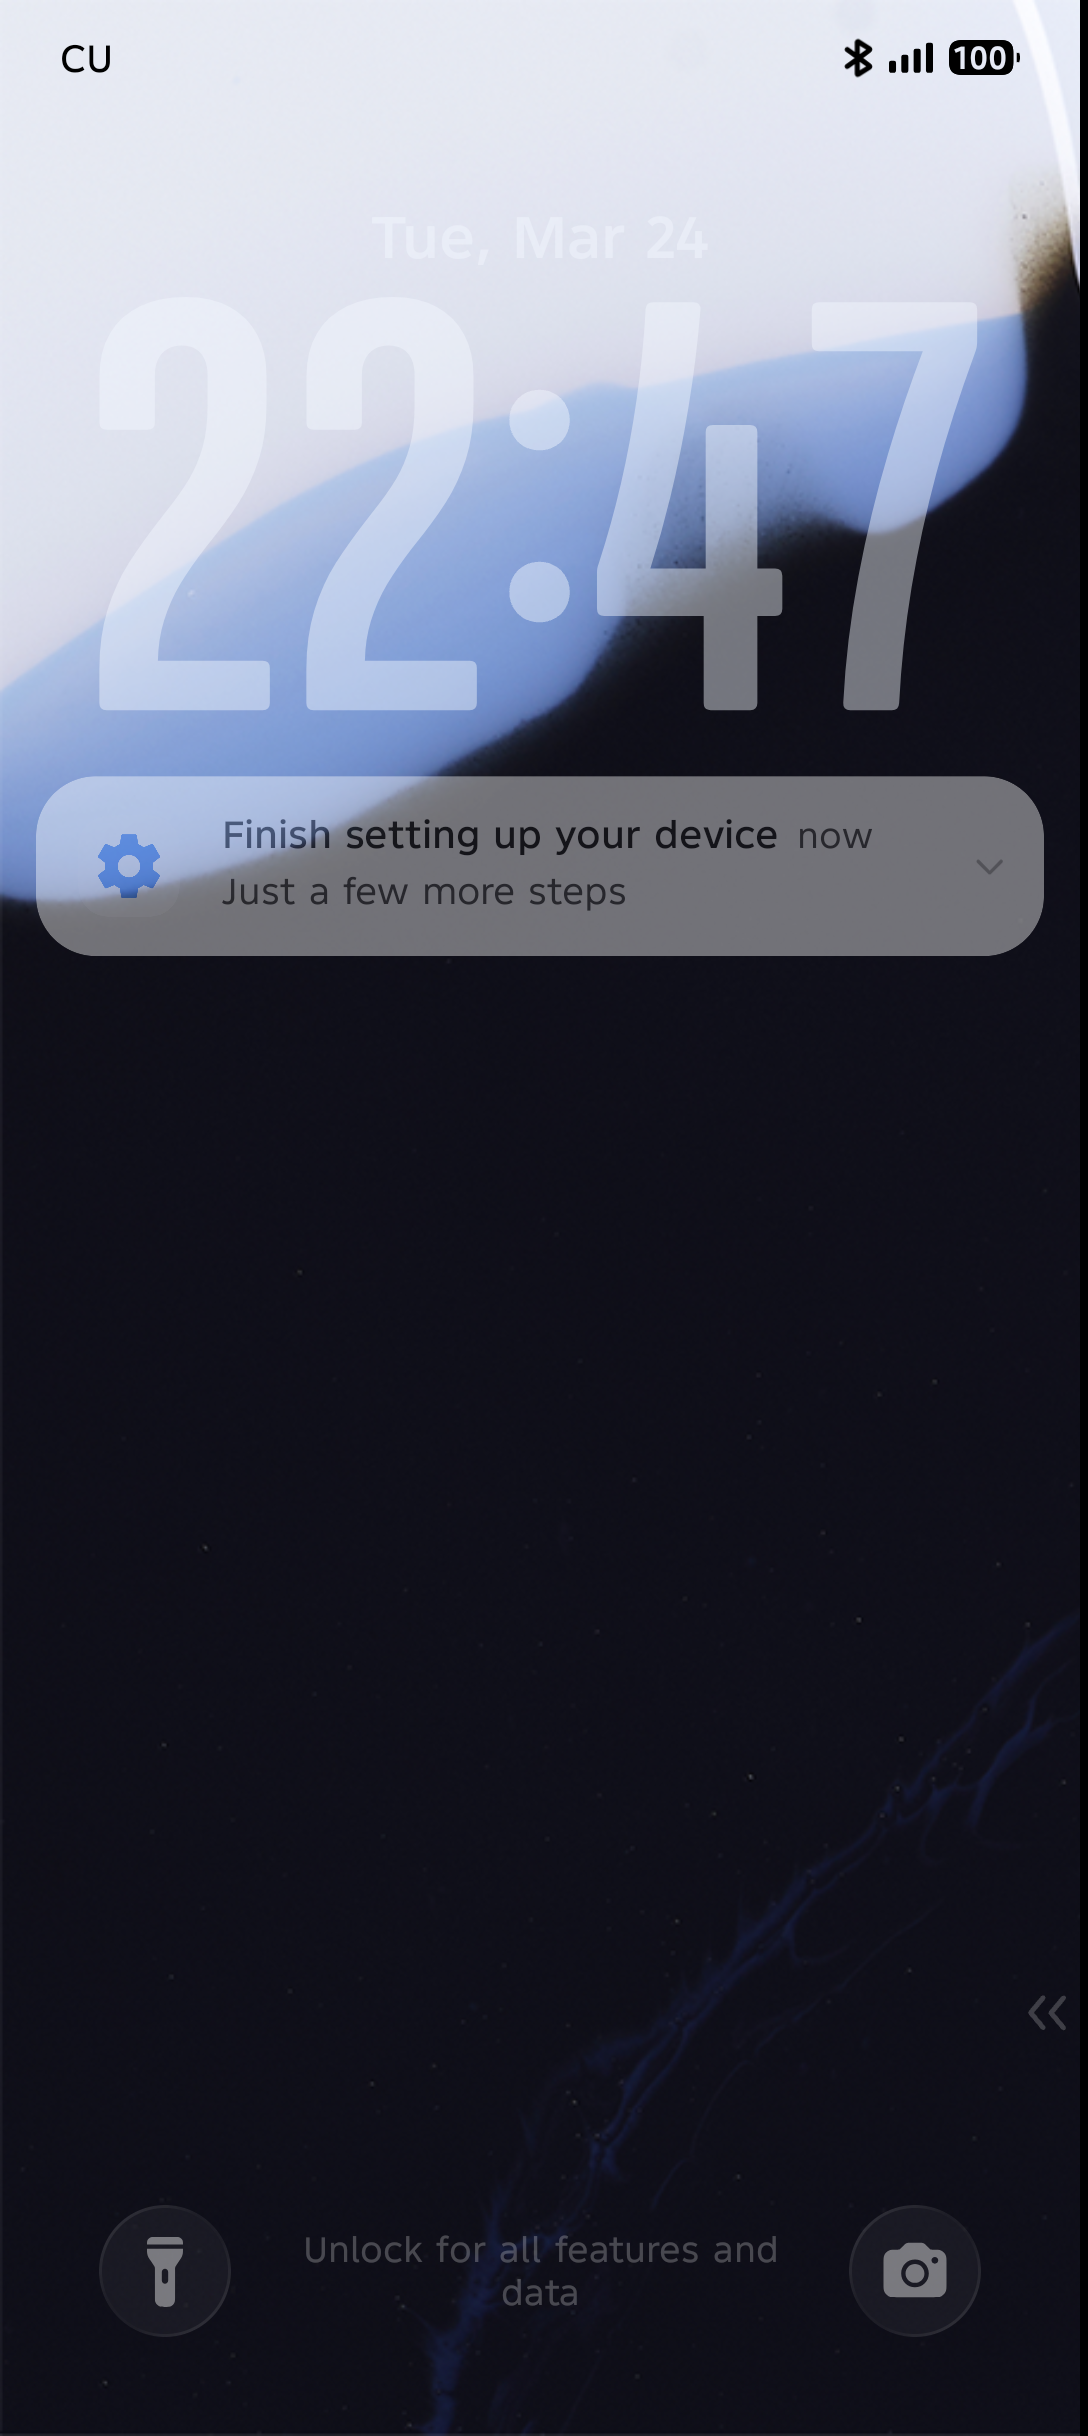 CU
100
Tue, Mar 24
22:47
Finish setting up your device now
Just a few more steps
Unlock for all features and
data